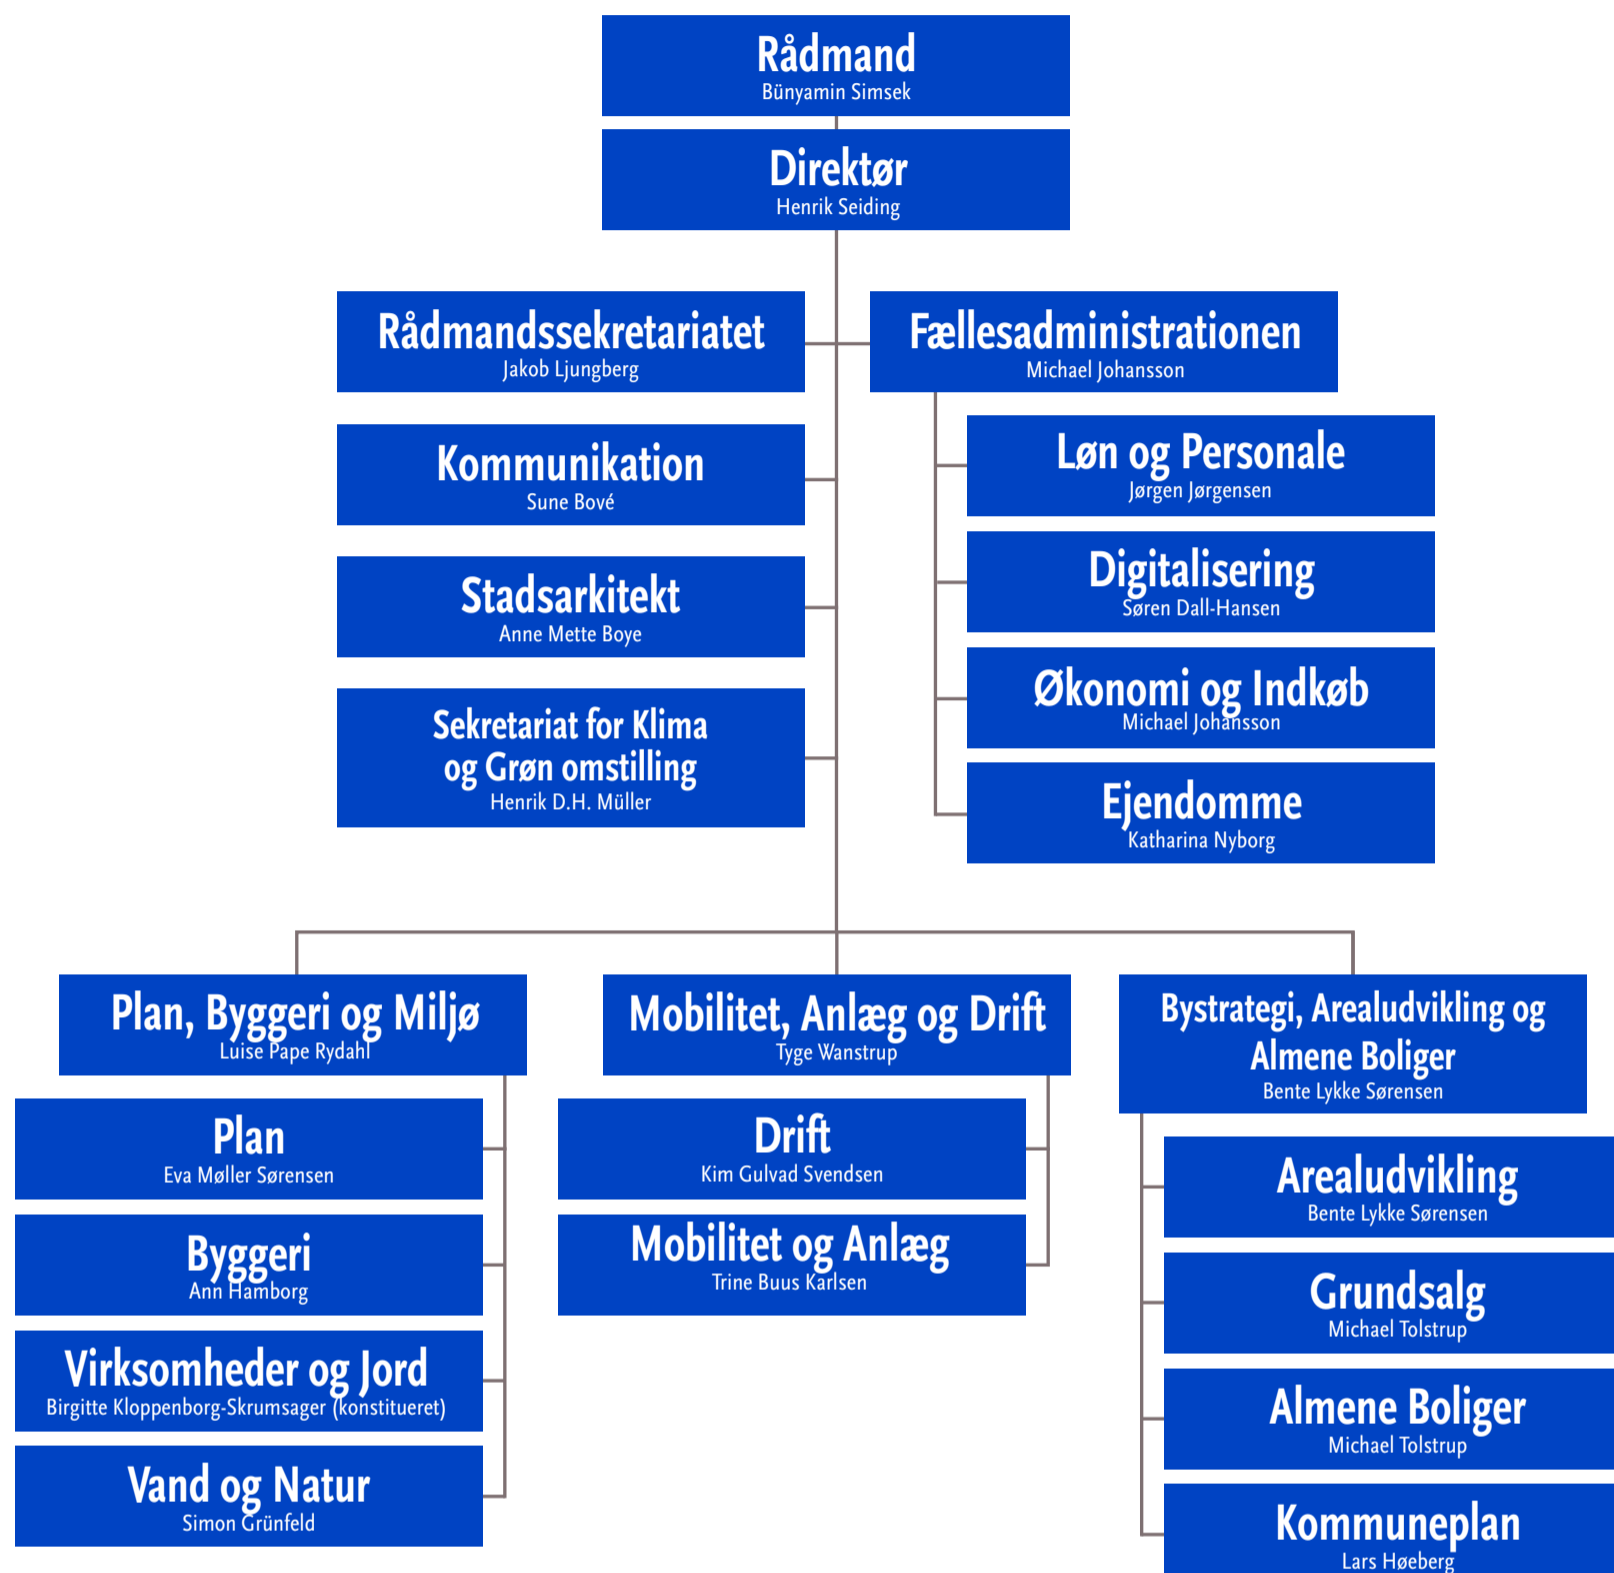 Rådmand
Bünyamin Simsek
Direktør
Henrik Seiding
Rådmandssekretariatet
Jakob Ljungberg
Fællesadministrationen
Michael Johansson
Kommunikation
Sune Bové
Stadsarkitekt
Anne Mette Boye
Sekretariat for Klima
og Grøn omstilling
Henrik D.H. Müller
Løn og Personale
Jørgen Jørgensen
Digitalisering
Søren Dall-Hansen
Økonomi og Indkøb
Michael Johansson
Ejendomme
Katharina Nyborg
Plan, Byggeri og Miljø
Luise Pape Rydahl
Plan
Eva Møller Sørensen
Byggeri
Ann Hamborg
Virksomheder og Jord
Birgitte Kloppenborg-Skrumsager (konstitueret)
Vand og Natur
Simon Grünfeld
Mobilitet, Anlæg og Drift
Tyge Wanstrup
Drift
Kim Gulvad Svendsen
Mobilitet og Anlæg
Trine Buus Karlsen
Bystrategi, Arealudvikling og
Almene Boliger
Bente Lykke Sørensen
Arealudvikling
Bente Lykke Sørensen
Grundsalg
Michael Tolstrup
Almene Boliger
Michael Tolstrup
Kommuneplan
Lars Høeberg